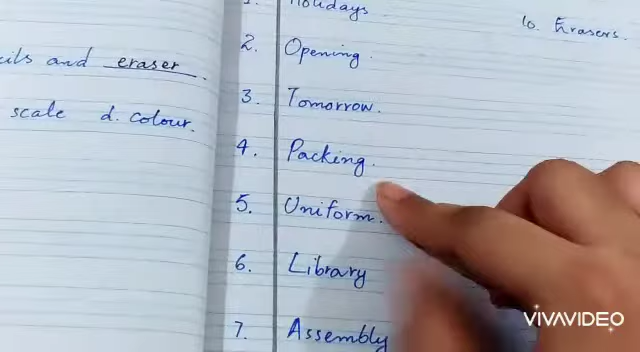 ils and eraser.
scale d. colour.
1. Holidays
2. Opening.
3. Tomorrow.
4. Packing.
5. Uniform.
6. Library
7. Assembly
10. Erasers.
VIVAVIDEO